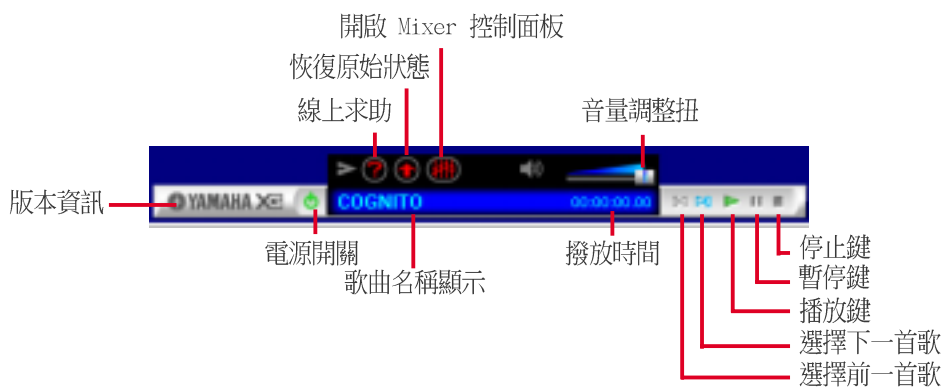 開啟 Mixer 控制面板
恢復原始狀態
線上求助
音量調整扭
版本資訊
YAMAHA XG
COGNITO
00:00:00.00
電源開關
歌曲名稱顯示
撥放時間
停止鍵
暫停鍵
播放鍵
選擇下一首歌
選擇前一首歌